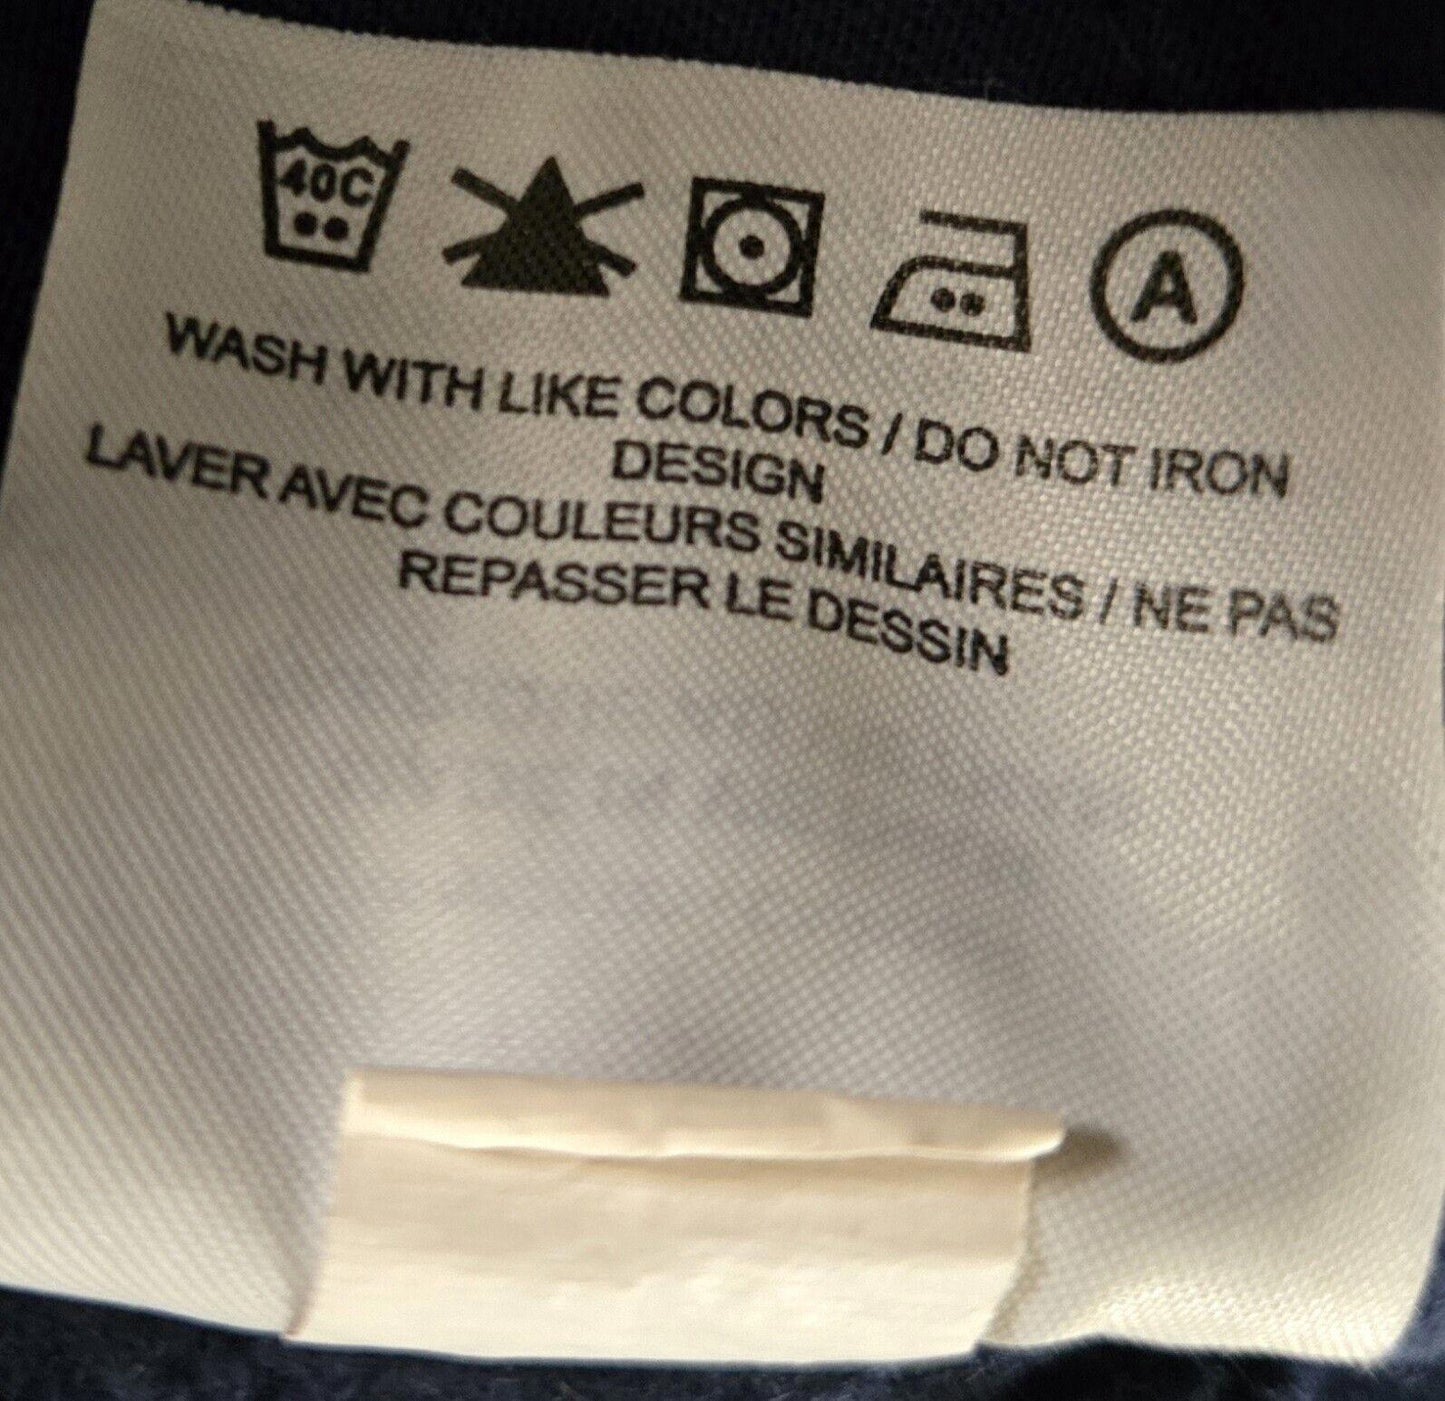 40C
A
WASH WITH LIKE COLORS / DO NOT IRON
DESIGN
LAVER AVEC COULEURS SIMILAIRES / NE PAS
REPASSER LE DESSIN